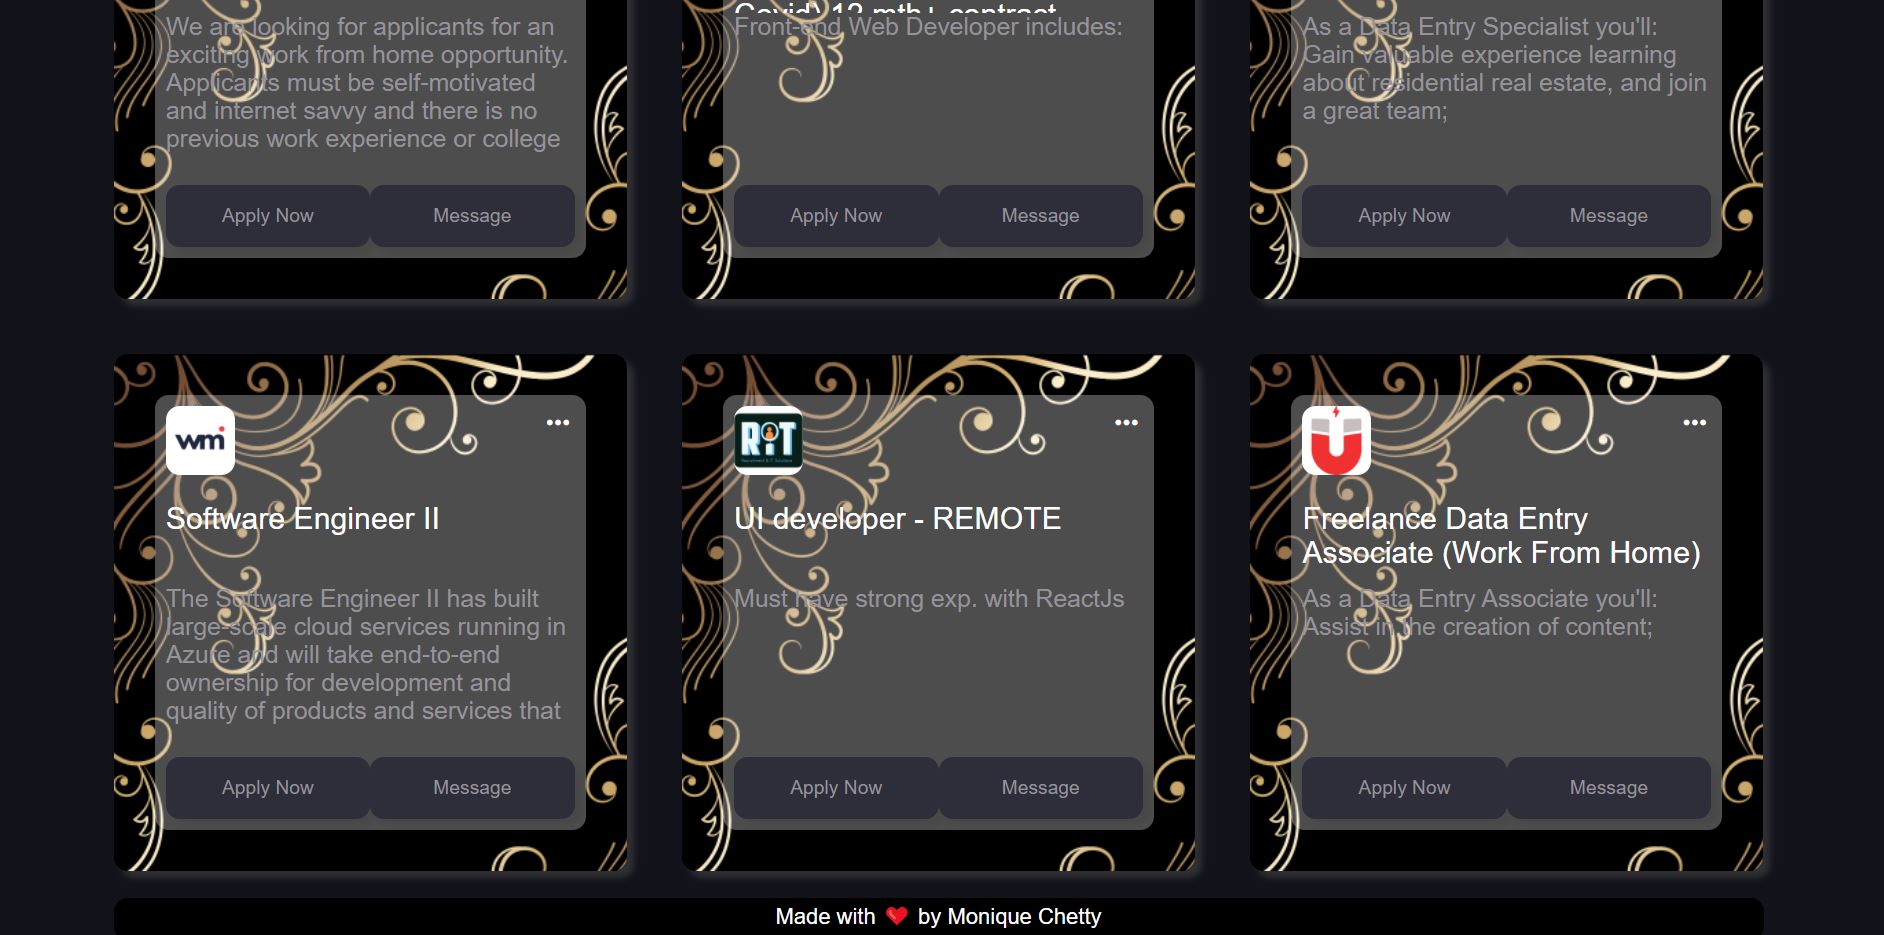 We are looking for applicants for an
exciting work from home opportunity.
Applicants must be self-motivated
and internet savvy and there is no
previous work experience or college
Apply Now
Message
Covid) 12 mth+ contract
Front-end Web Developer includes:
Apply Now
Message
As a Data Entry Specialist you'll:
Gain valuable experience learning
about residential real estate, and join
a great team;
Apply Now
Message
wm
Software Engineer II
The Software Engineer II has built
large-scale cloud services running in
Azure and will take end-to-end
ownership for development and
quality of products and services that
Apply Now
Message
RiT
UI developer - REMOTE
Must have strong exp. with ReactJs
Apply Now
Message
Freelance Data Entry
Associate (Work From Home)
As a Data Entry Associate you'll:
Assist in the creation of content;
Apply Now
Message
Made with ❤ by Monique Chetty